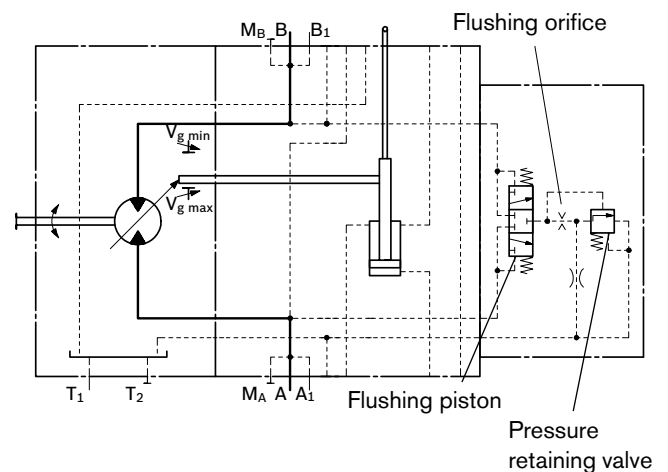 Flushing orifice
M_B B B_1
V_g min
V_g max
T_1 T_2
M_A A A_1
Flushing piston
Pressure
retaining valve